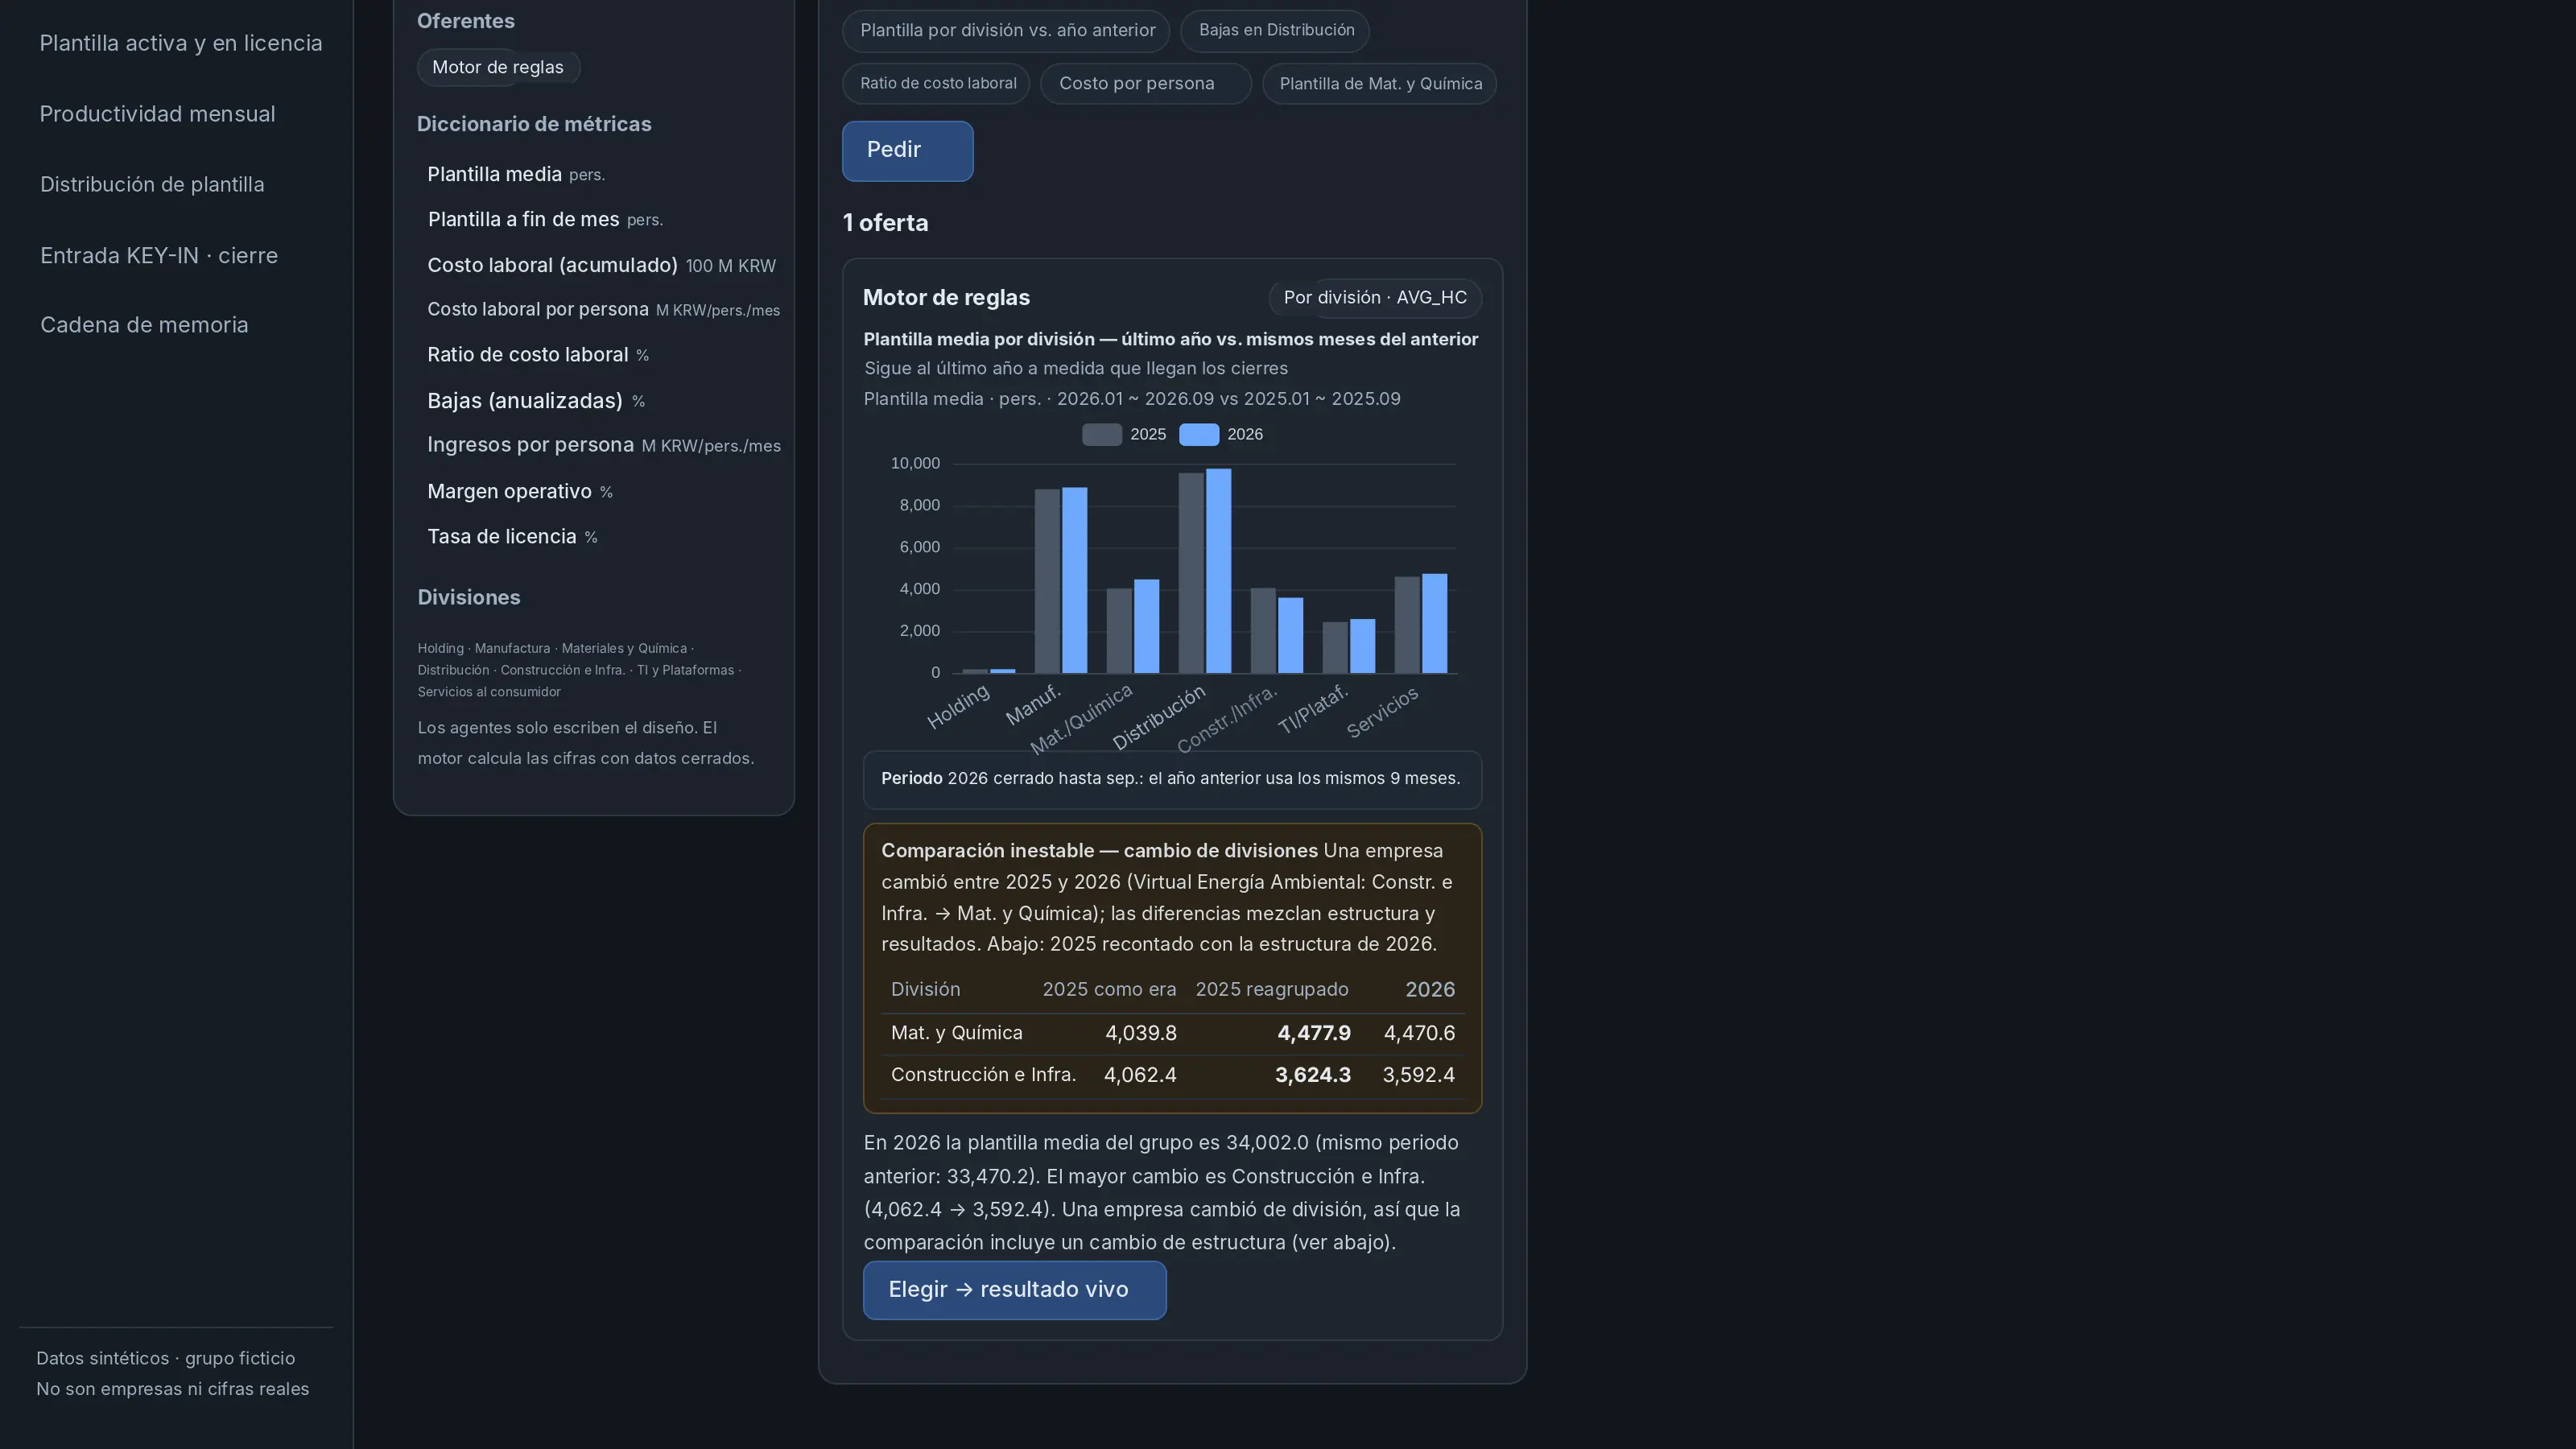 Plantilla activa y en licencia
Productividad mensual
Distribución de plantilla
Entrada KEY-IN · cierre
Cadena de memoria
Datos sintéticos · grupo ficticio
No son empresas ni cifras reales
Oferentes
Motor de reglas
Diccionario de métricas
Plantilla media pers.
Plantilla a fin de mes pers.
Costo laboral (acumulado) 100 M KRW
Costo laboral por persona M KRW/pers./mes
Ratio de costo laboral %
Bajas (anualizadas) %
Ingresos por persona M KRW/pers./mes
Margen operativo %
Tasa de licencia %
Divisiones
Holding · Manufactura · Materiales y Química ·
Distribución · Construcción e Infra. · TI y Plataformas ·
Servicios al consumidor
Los agentes solo escriben el diseño. El
motor calcula las cifras con datos cerrados.
Plantilla por división vs. año anterior
Bajas en Distribución
Ratio de costo laboral
Costo por persona
Plantilla de Mat. y Química
Pedir
1 oferta
Motor de reglas
Por división · AVG_HC
Plantilla media por división — último año vs. mismos meses del anterior
Sigue al último año a medida que llegan los cierres
Plantilla media · pers. · 2026.01 ~ 2026.09 vs 2025.01 ~ 2025.09
2025 2026
10,000
8,000
6,000
4,000
2,000
0
Holding
Manuf.
Mat./Química
Distribución
Constr./Infra.
TI/Plataf.
Servicios
Periodo 2026 cerrado hasta sep.: el año anterior usa los mismos 9 meses.
Comparación inestable — cambio de divisiones Una empresa
cambió entre 2025 y 2026 (Virtual Energía Ambiental: Constr. e
Infra. → Mat. y Química); las diferencias mezclan estructura y
resultados. Abajo: 2025 recontado con la estructura de 2026.
División 2025 como era 2025 reagrupado 2026
Mat. y Química 4,039.8 4,477.9 4,470.6
Construcción e Infra. 4,062.4 3,624.3 3,592.4
En 2026 la plantilla media del grupo es 34,002.0 (mismo periodo
anterior: 33,470.2). El mayor cambio es Construcción e Infra.
(4,062.4 → 3,592.4). Una empresa cambió de división, así que la
comparación incluye un cambio de estructura (ver abajo).
Elegir → resultado vivo